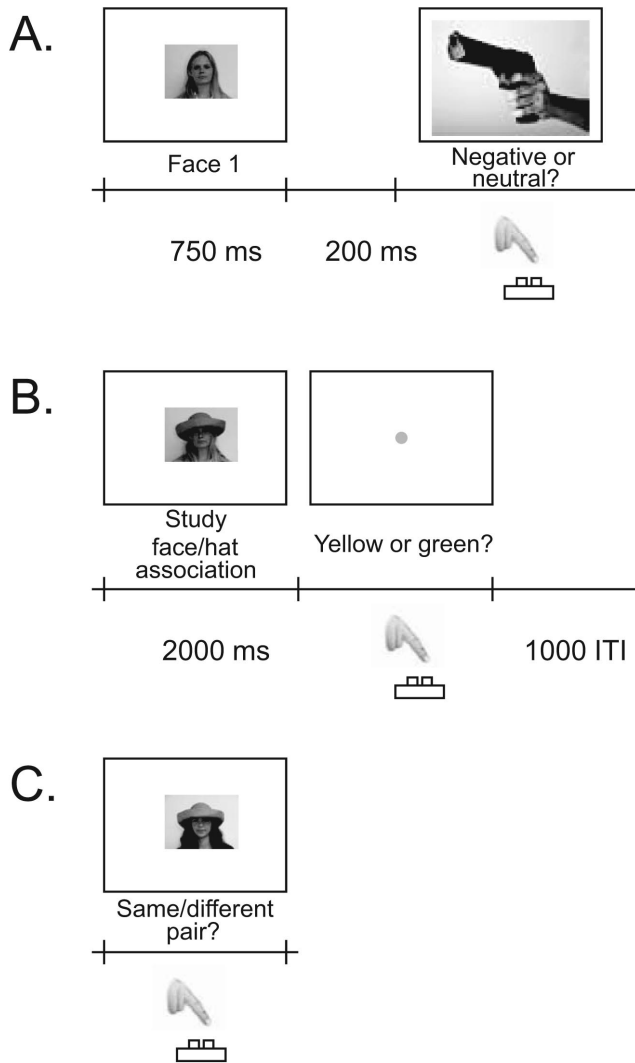 A.
Face 1
Negative or
neutral?
750 ms
200 ms
B.
Study
face/hat
association
Yellow or green?
2000 ms
1000 ITI
C.
Same/different
pair?